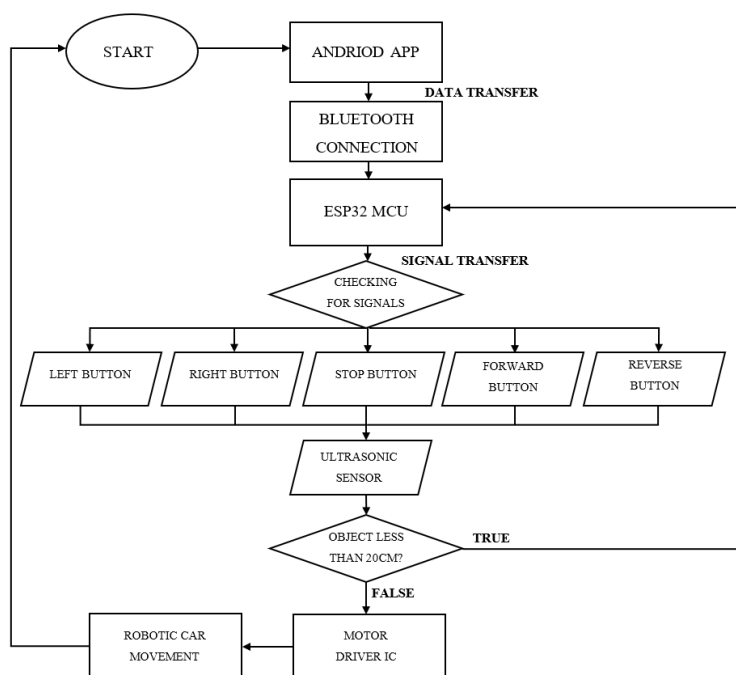 START
ANDRIOD APP
DATA TRANSFER
BLUETOOTH
CONNECTION
ESP32 MCU
SIGNAL TRANSFER
CHECKING
FOR SIGNALS
LEFT BUTTON
RIGHT BUTTON
STOP BUTTON
FORWARD
BUTTON
REVERSE
BUTTON
ULTRASONIC
SENSOR
OBJECT LESS
THAN 20CM?
TRUE
FALSE
ROBOTIC CAR
MOVEMENT
MOTOR
DRIVER IC